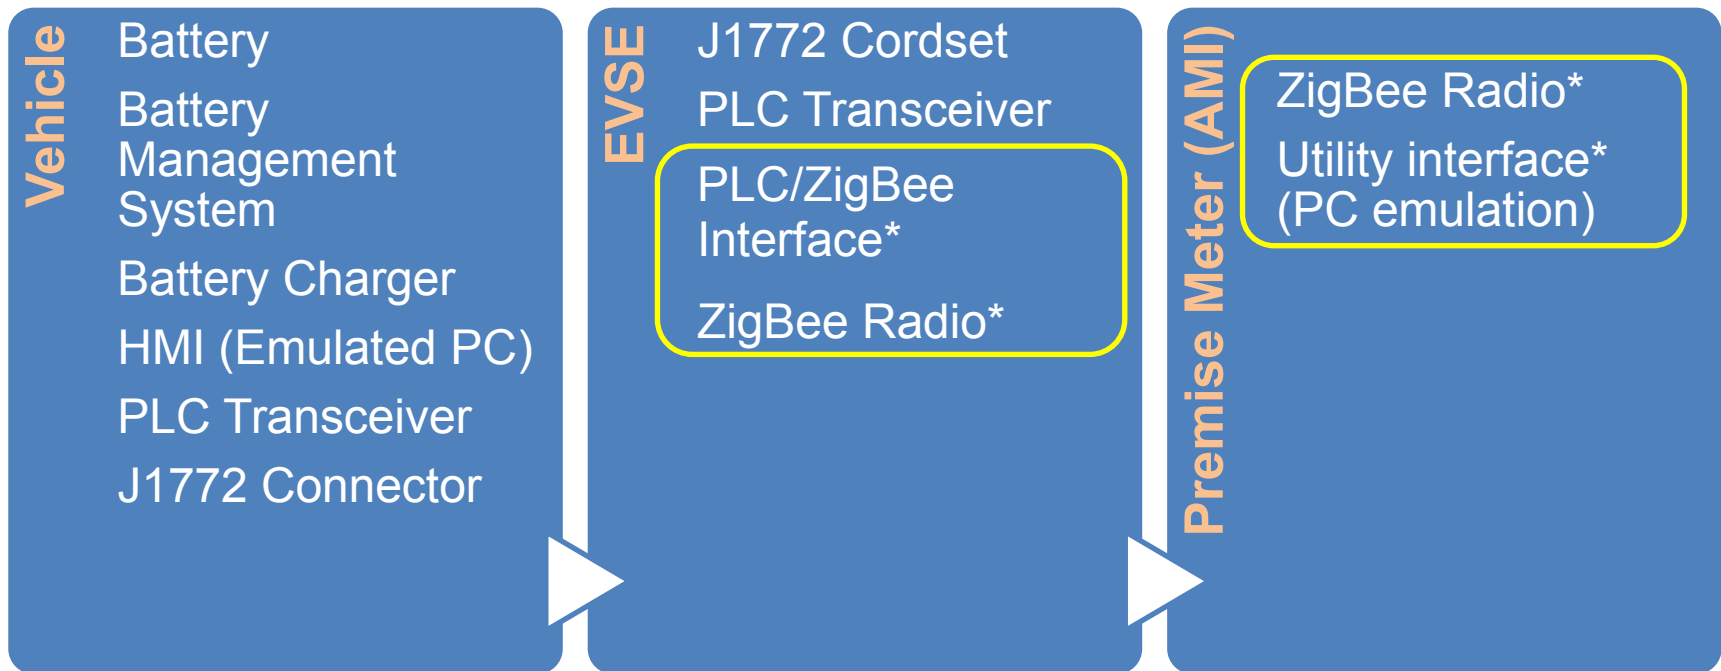 Vehicle
Battery
Battery
Management
System
Battery Charger
HMI (Emulated PC)
PLC Transceiver
J1772 Connector
EVSE
J1772 Cordset
PLC Transceiver
PLC/ZigBee
Interface*
ZigBee Radio*
Premise Meter (AMI)
ZigBee Radio*
Utility interface*
(PC emulation)